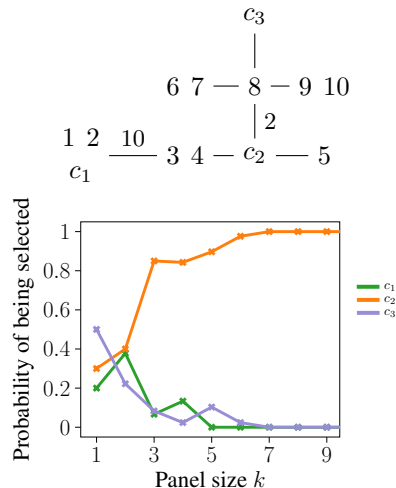 c₃
6 7 8 9 10
2
1 2 10 3 4 c₂ 5
c₁
Probability of being selected
1
0.8
0.6
0.4
0.2
0
1 3 5 7 9
Panel size k
c₁
c₂
c₃